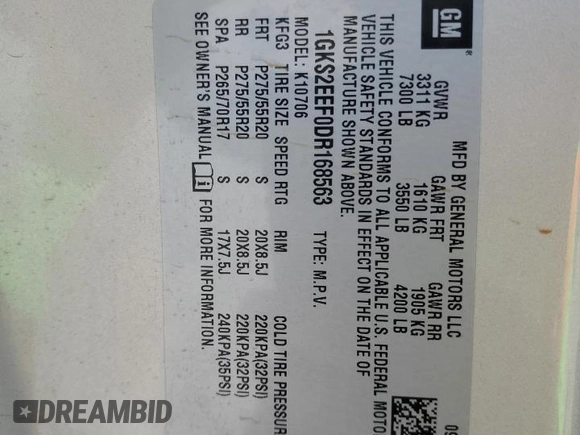 GM ®
MFD BY GENERAL MOTORS LLC
GVWR GAWR FRT GAWR RR
3311 KG 1610 KG 1905 KG
7300 LB 3550 LB 4200 LB
THIS VEHICLE CONFORMS TO ALL APPLICABLE U.S. FEDERAL MOTO
VEHICLE SAFETY STANDARDS IN EFFECT ON THE DATE OF
MANUFACTURE SHOWN ABOVE.
1GKS2EEF0DR168563 TYPE: M.P.V.
MODEL: K10706
KFG3 TIRE SIZE SPEED RTG RIM COLD TIRE PRESSUR
FRT P275/55R20 S 20X8.5J 220KPA(32PSI)
RR P275/55R20 S 20X8.5J 220KPA(32PSI)
SPA P265/70R17 S 17X7.5J 240KPA(35PSI)
SEE OWNER'S MANUAL FOR MORE INFORMATION.
DREAMBID